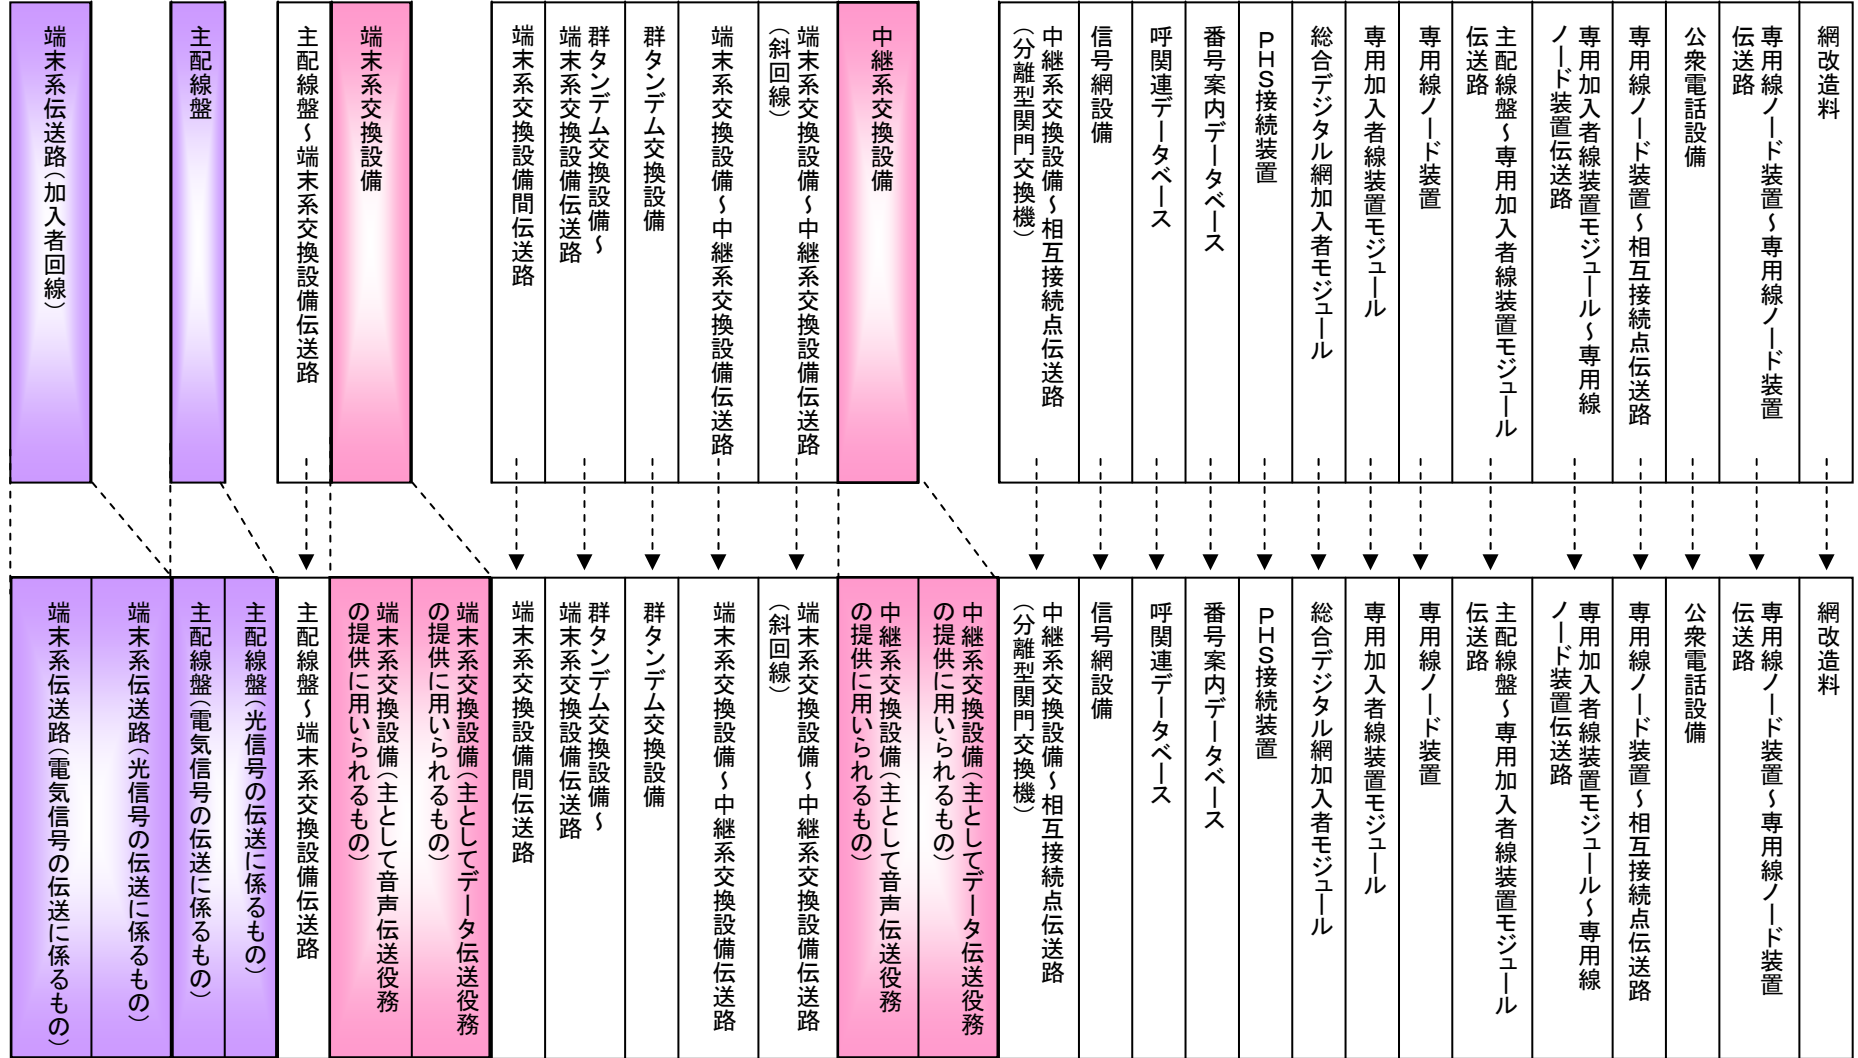 端末系伝送路（加入者回線）
主配線盤
主配線盤～端末系交換設備伝送路
端末系交換設備
端末系交換設備間伝送路
群タンデム交換設備～
端末系交換設備伝送路
群タンデム交換設備
端末系交換設備～中継系交換設備伝送路
端末系交換設備～中継系交換設備伝送路
（斜回線）
中継系交換設備
中継系交換設備～相互接続点伝送路
（分離型関門交換機）
信号網設備
呼関連データベース
番号案内データベース
PHS接続装置
総合デジタル網加入者モジュール
専用加入者線装置モジュール
専用線ノード装置
主配線盤～専用加入者線装置モジュール
伝送路
専用加入者線装置モジュール～専用線
ノード装置伝送路
専用線ノード装置～相互接続点伝送路
公衆電話設備
専用線ノード装置～専用線ノード装置
伝送路
網改造料
端末系伝送路（電気信号の伝送に係るもの）
端末系伝送路（光信号の伝送に係るもの）
主配線盤（電気信号の伝送に係るもの）
主配線盤（光信号の伝送に係るもの）
主配線盤～端末系交換設備伝送路
端末系交換設備（主として音声伝送役務
の提供に用いられるもの）
端末系交換設備（主としてデータ伝送役務
の提供に用いられるもの）
端末系交換設備間伝送路
群タンデム交換設備～
端末系交換設備伝送路
群タンデム交換設備
端末系交換設備～中継系交換設備伝送路
端末系交換設備～中継系交換設備伝送路
（斜回線）
中継系交換設備（主として音声伝送役務
の提供に用いられるもの）
中継系交換設備（主としてデータ伝送役務
の提供に用いられるもの）
中継系交換設備～相互接続点伝送路
（分離型関門交換機）
信号網設備
呼関連データベース
番号案内データベース
PHS接続装置
総合デジタル網加入者モジュール
専用加入者線装置モジュール
専用線ノード装置
主配線盤～専用加入者線装置モジュール
伝送路
専用加入者線装置モジュール～専用線
ノード装置伝送路
専用線ノード装置～相互接続点伝送路
公衆電話設備
専用線ノード装置～専用線ノード装置
伝送路
網改造料